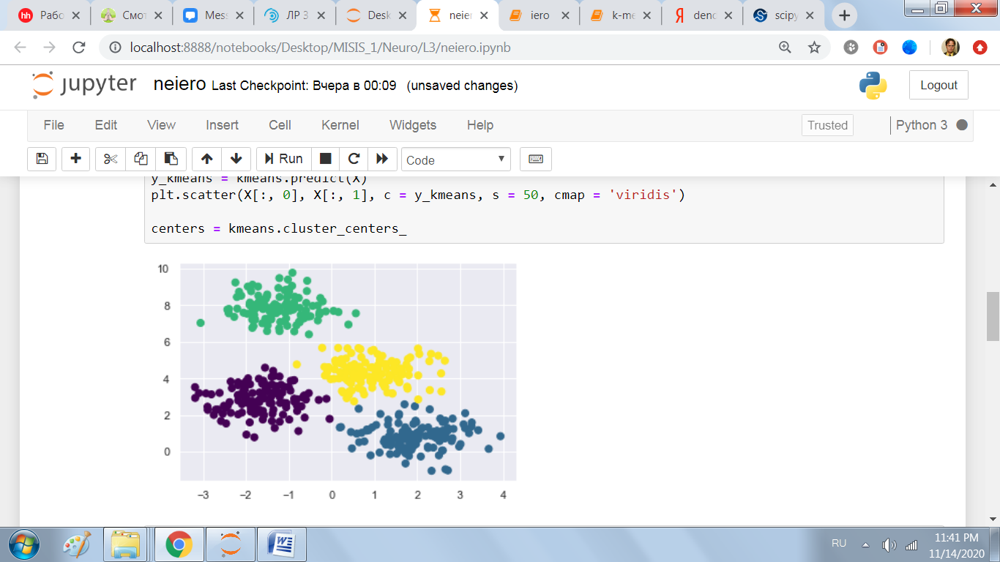 hh Рабо
Смот
Mess
ЛР 3
Desk
neier
iero
k-me
Я denc
scipy
localhost:8888/notebooks/Desktop/MISIS_1/Neuro/L3/neiero.ipynb
jupyter neiero Last Checkpoint: Вчера в 00:09 (unsaved changes)
Logout
File Edit View Insert Cell Kernel Widgets Help
Trusted
Python 3
Run
Code
y_kmeans = kmeans.predict(X)
plt.scatter(X[:, 0], X[:, 1], c = y_kmeans, s = 50, cmap = 'viridis')
centers = kmeans.cluster_centers_
10
8
6
4
2
0
−3 −2 −1 0 1 2 3 4
RU
11:41 PM
11/14/2020